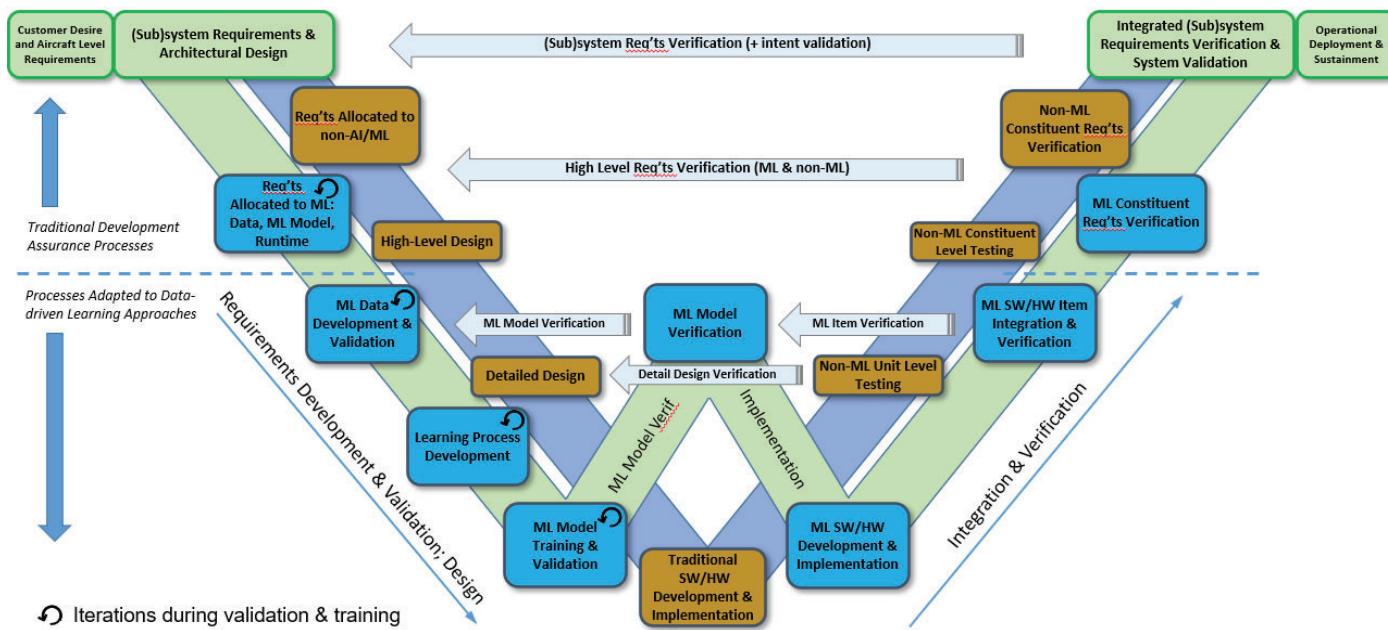 Customer Desire
and Aircraft Level
Requirements
(Sub)system Requirements &
Architectural Design
(Sub)system Req'ts Verification (+ intent validation)
Integrated (Sub)system
Requirements Verification &
System Validation
Operational
Deployment &
Sustainment
Req'ts Allocated to
non-AI/ML
Non-ML
Constituent Req'ts
Verification
High Level Req'ts Verification (ML & non-ML)
Req'ts
Allocated to ML:
Data, ML Model,
Runtime
ML Constituent
Req'ts Verification
Traditional Development
Assurance Processes
High-Level Design
Non-ML Constituent
Level Testing
Processes Adapted to Data-
driven Learning Approaches
ML Data
Development &
Validation
ML Model Verification
ML Model
Verification
ML Item Verification
ML SW/HW Item
Integration &
Verification
Detailed Design
Detail Design Verification
Non-ML Unit Level
Testing
Requirements Development & Validation; Design
Learning Process
Development
ML Model Verif
Implementation
Integration & Verification
ML Model
Training &
Validation
ML SW/HW
Development &
Implementation
Traditional
SW/HW
Development &
Implementation
Iterations during validation & training